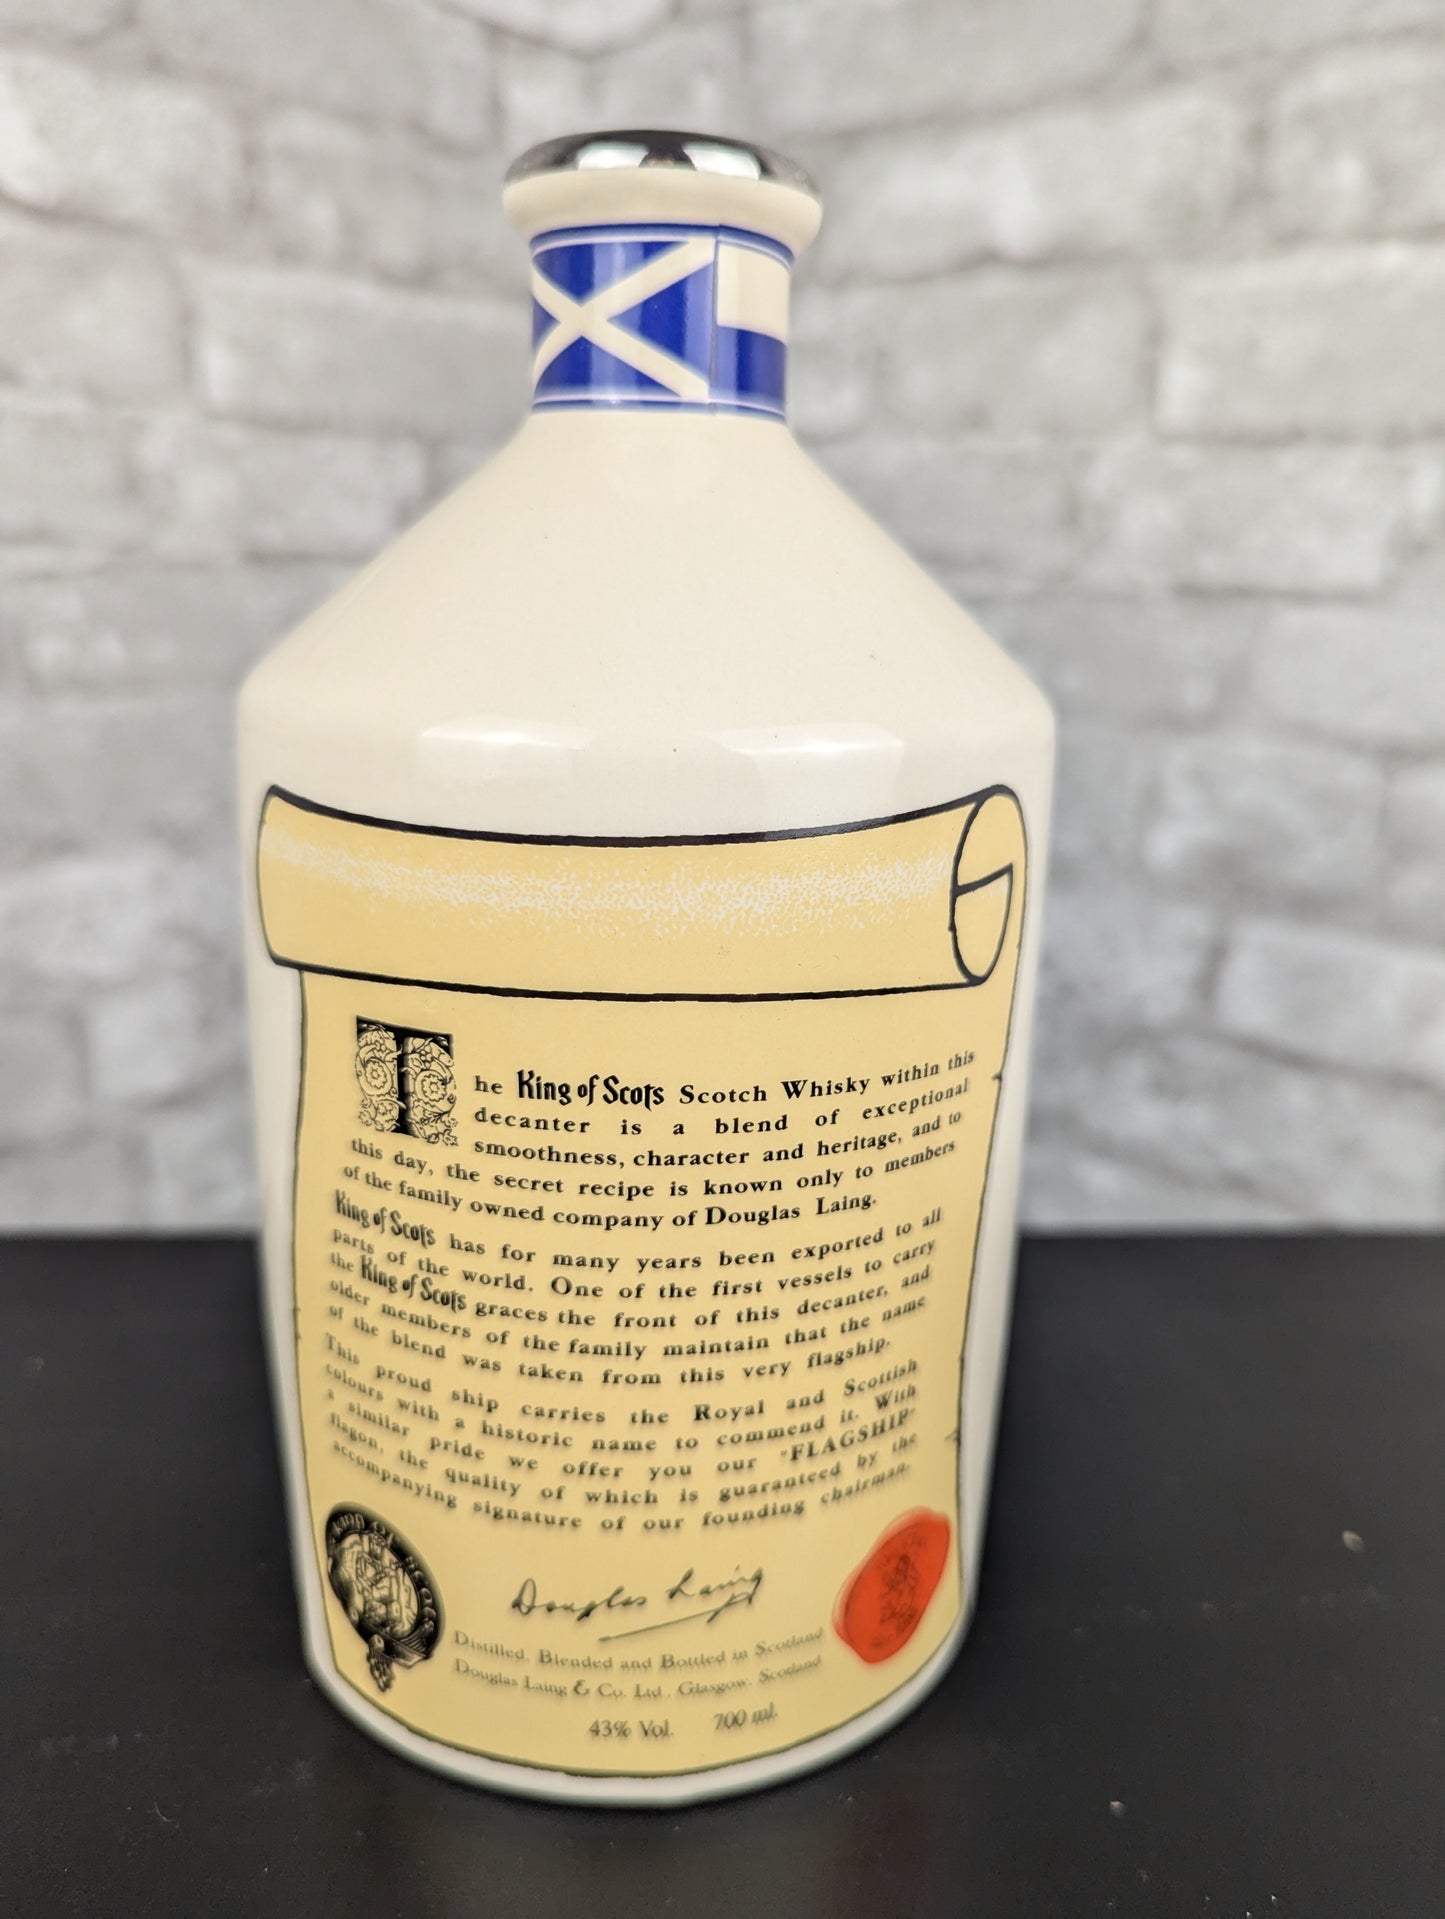 The King of Scots Scotch Whisky within this
decanter is a blend of exceptional
smoothness, character and heritage, and to
this day, the secret recipe is known only to members
of the family owned company of Douglas Laing.
King of Scots has for many years been exported to all
parts of the world. One of the first vessels to carry
the King of Scots graces the front of this decanter, and
older members of the family maintain that the name
of the blend was taken from this very flagship.
This proud ship carries the Royal and Scottish
colours with a historic name to commend it. With
a similar pride we offer you our "FLAGSHIP"
flagon, the quality of which is guaranteed by the
accompanying signature of our founding chairman.
KING OF SCOTS
Douglas Laing
Distilled, Blended and Bottled in Scotland
Douglas Laing & Co. Ltd., Glasgow, Scotland
43% Vol. 700 ml.